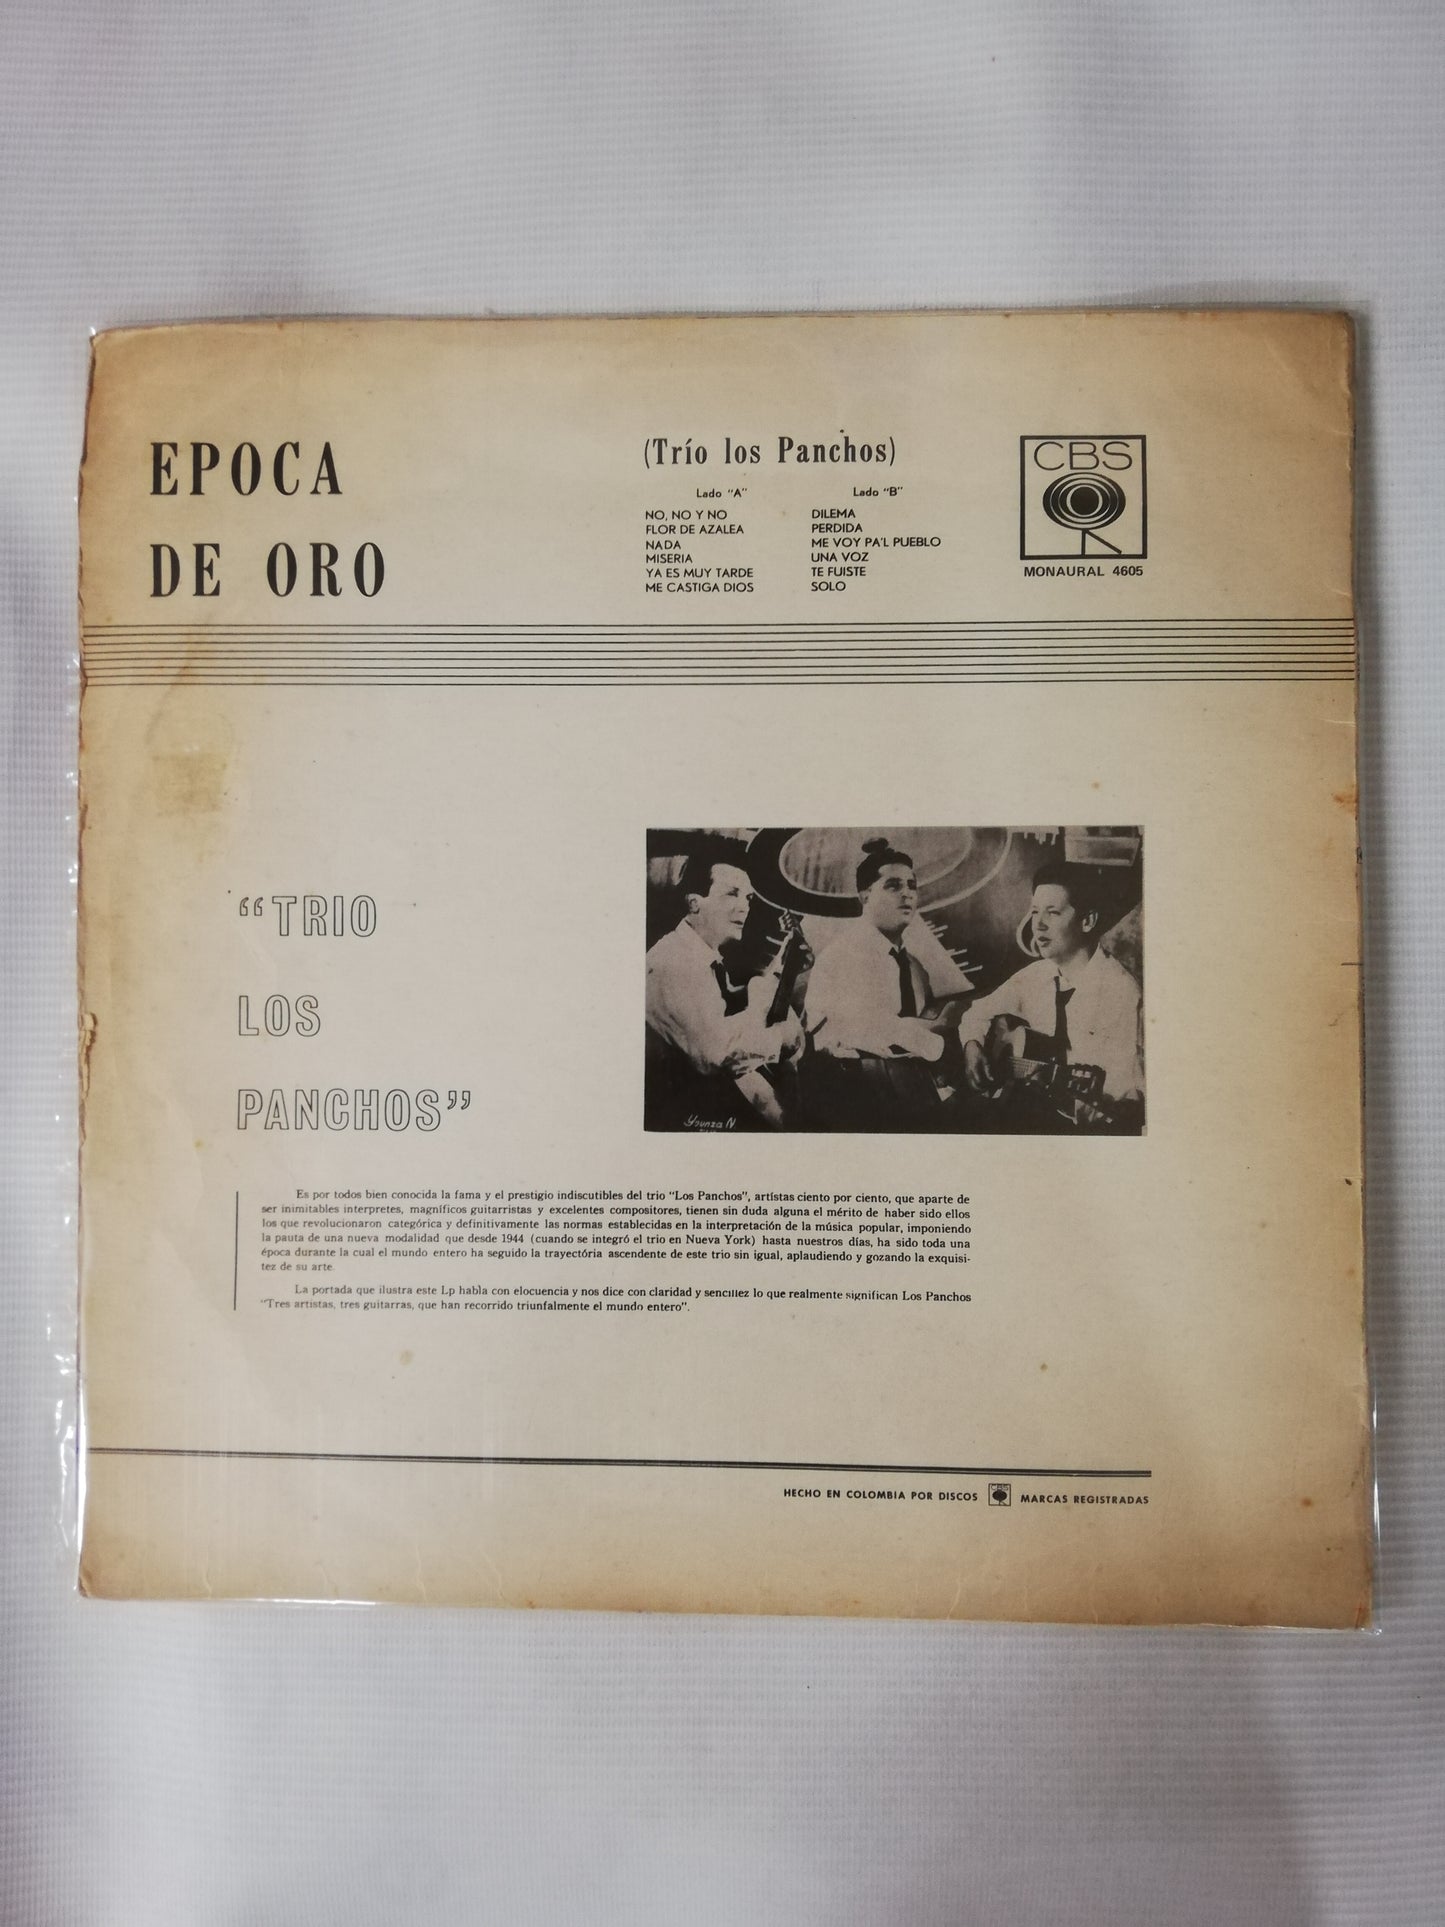 EPOCA
DE ORO
(Trío los Panchos)
Lado "A"
NO, NO Y NO
FLOR DE AZALEA
NADA
MISERIA
YA ES MUY TARDE
ME CASTIGA DIOS
Lado "B"
DILEMA
PERDIDA
ME VOY PA'L PUEBLO
UNA VOZ
TE FUISTE
SOLO
CBS
MONAURAL 4605
"TRIO
LOS
PANCHOS"
Es por todos bien conocida la fama y el prestigio indiscutibles del trio "Los Panchos", artístas ciento por ciento, que aparte de
ser inimitables interpretes, magníficos guitarristas y excelentes compositores, tienen sin duda alguna el mérito de haber sido ellos
los que revolucionaron categórica y definitivamente las normas establecidas en la interpretación de la música popular, imponiendo
la pauta de una nueva modalidad que desde 1944 (cuando se integró el trio en Nueva York) hasta nuestros días, ha sido toda una
época durante la cual el mundo entero ha seguido la trayectória ascendente de este trio sin igual, aplaudiendo y gozando la exquisi-
tez de su arte.
La portada que ilustra este Lp habla con elocuencia y nos dice con claridad y sencillez lo que realmente significan Los Panchos
"Tres artistas, tres guitarras, que han recorrido triunfalmente el mundo entero".
HECHO EN COLOMBIA POR DISCOS CBS MARCAS REGISTRADAS